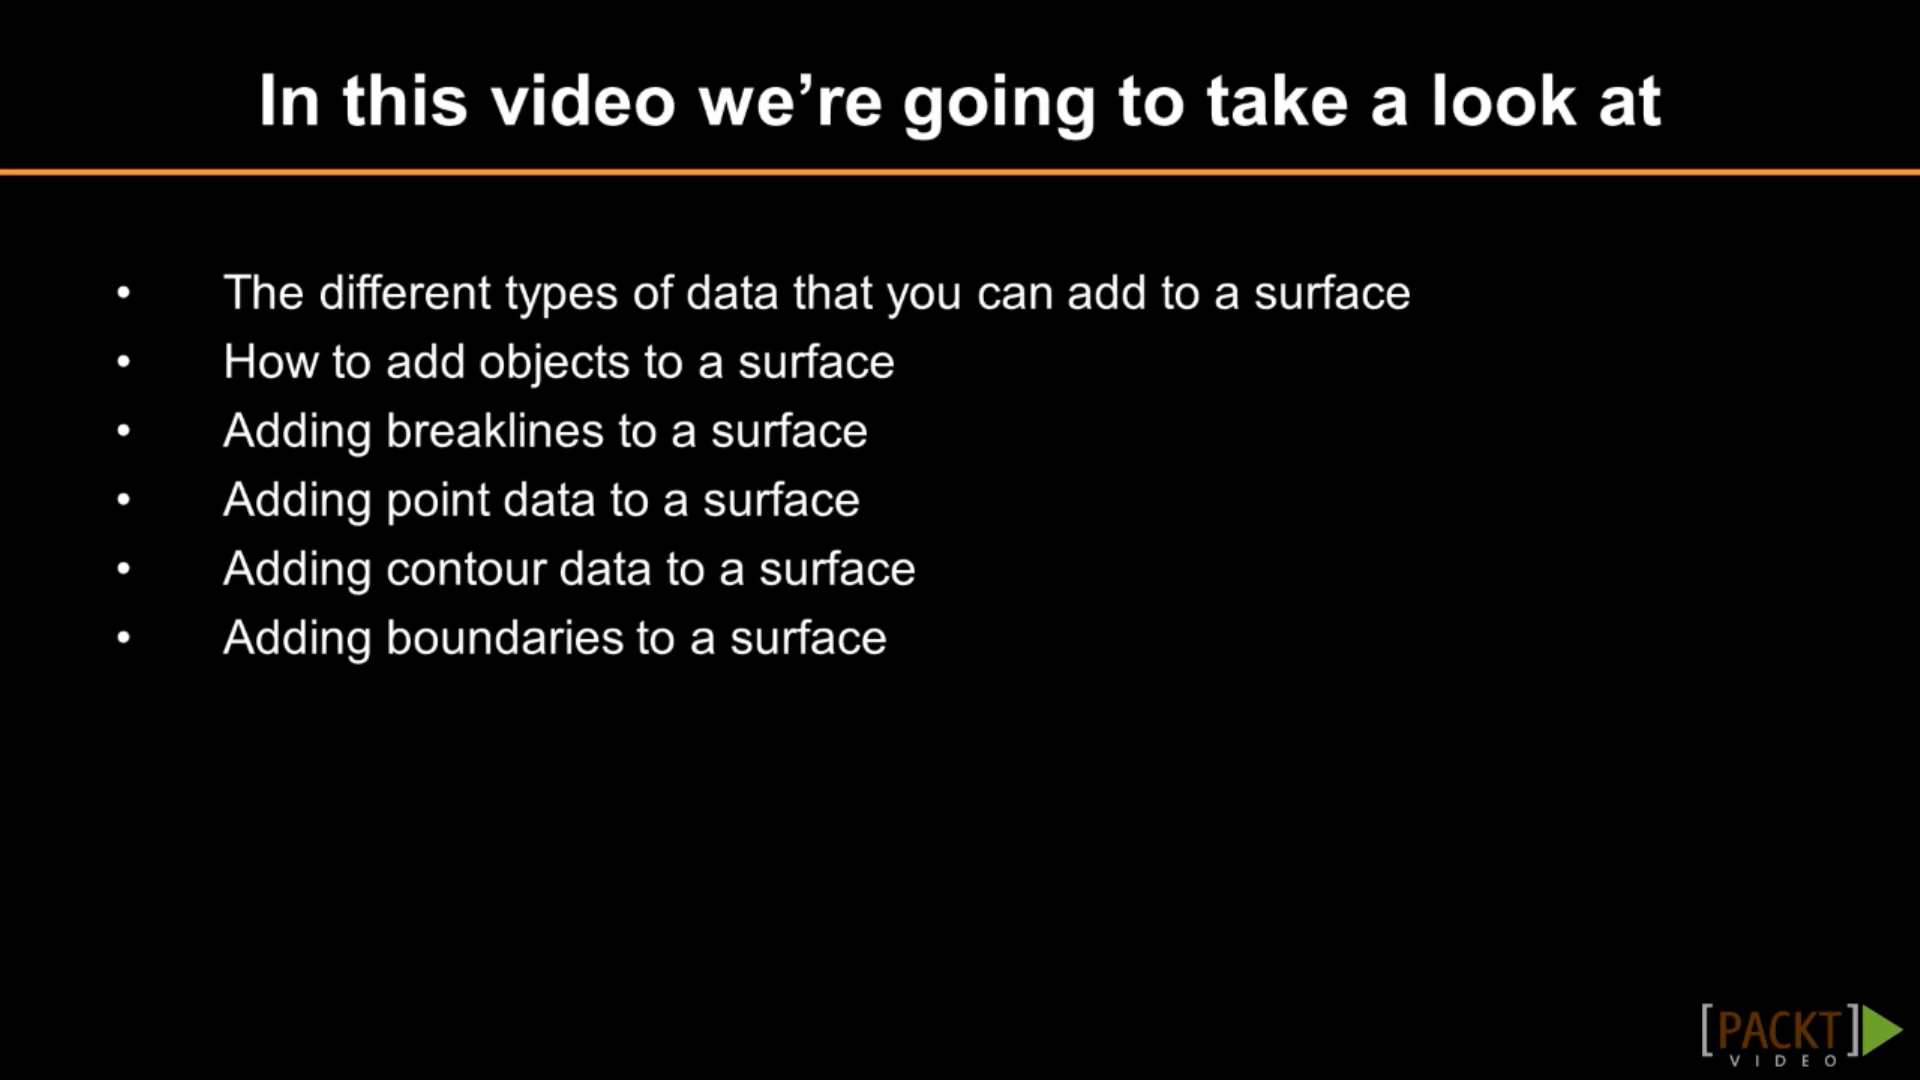 In this video we’re going to take a look at
• The different types of data that you can add to a surface
• How to add objects to a surface
• Adding breaklines to a surface
• Adding point data to a surface
• Adding contour data to a surface
• Adding boundaries to a surface
[PACKT]
VIDEO